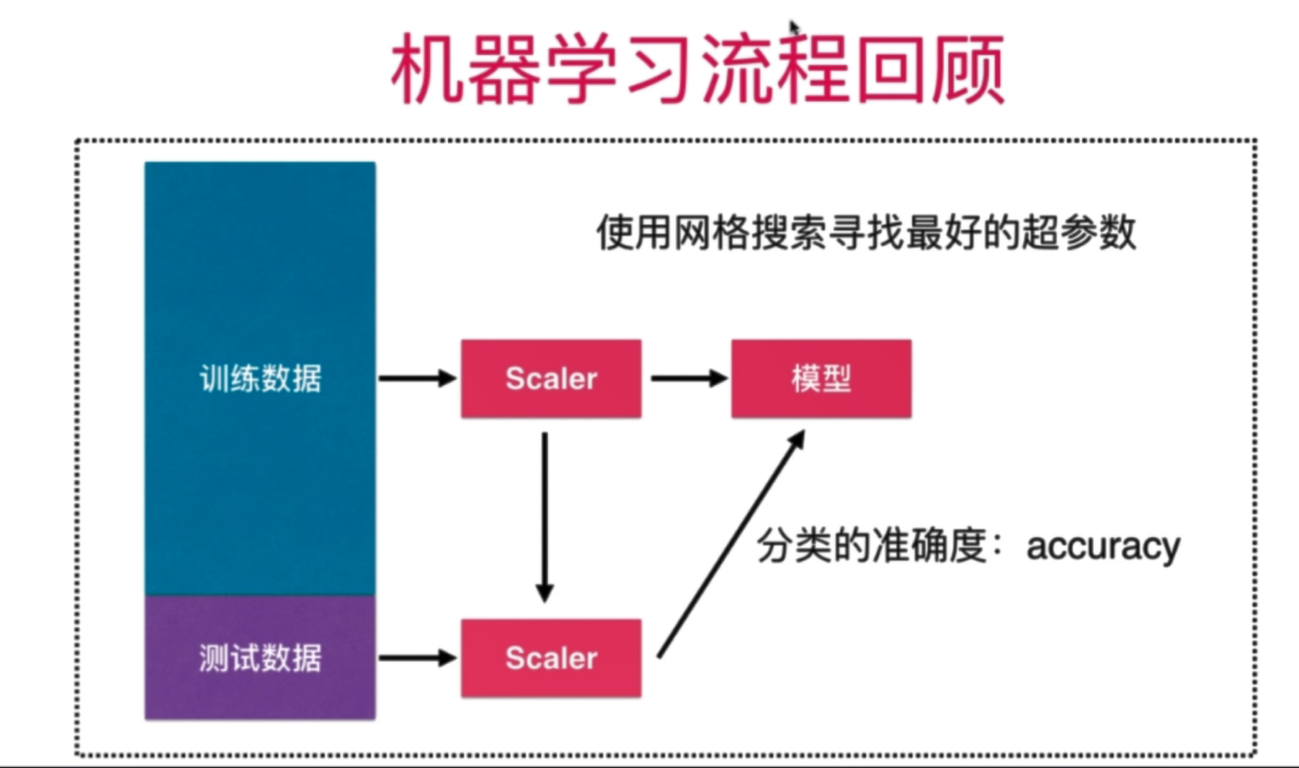 机器学习流程回顾
使用网格搜索寻找最好的超参数
训练数据
Scaler
模型
分类的准确度：accuracy
测试数据
Scaler